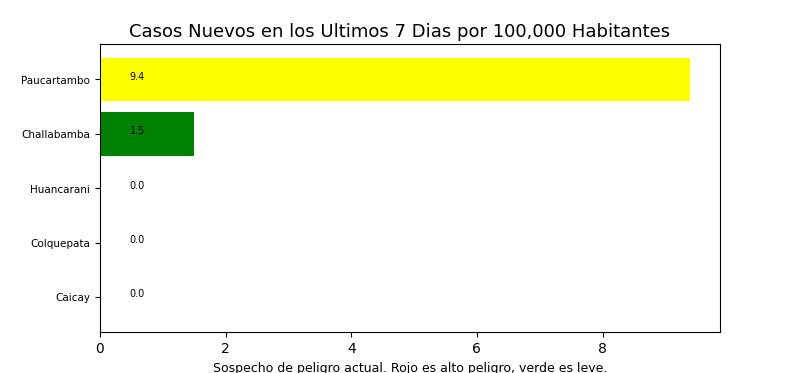 Casos Nuevos en los Ultimos 7 Dias por 100,000 Habitantes
Paucartambo 9.4
Challabamba 1.5
Huancarani 0.0
Colquepata 0.0
Caicay 0.0
0 2 4 6 8
Sospecho de peligro actual. Rojo es alto peligro, verde es leve.